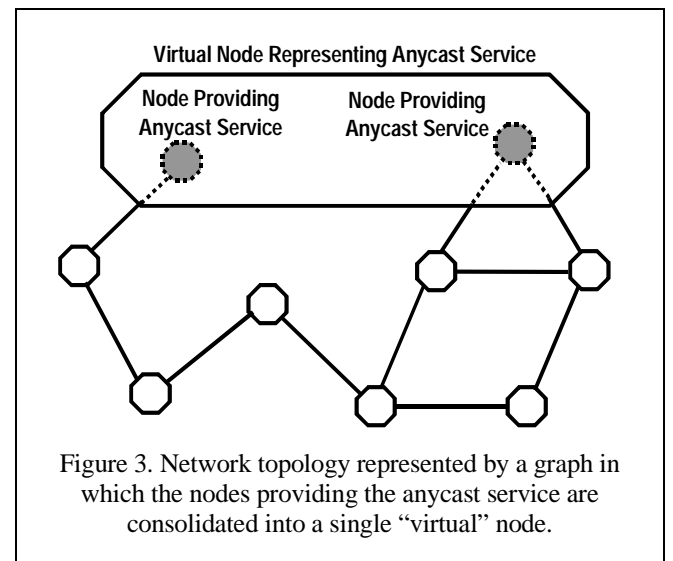 Virtual Node Representing Anycast Service
Node Providing
Anycast Service
Node Providing
Anycast Service
Figure 3. Network topology represented by a graph in
which the nodes providing the anycast service are
consolidated into a single “virtual” node.